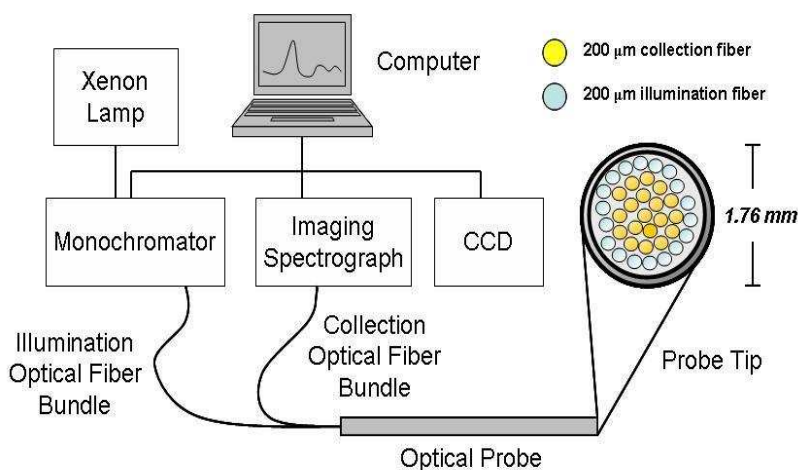 Xenon
Lamp
Computer
200 μm collection fiber
200 μm illumination fiber
Monochromator
Imaging
Spectrograph
CCD
1.76 mm
Illumination
Optical Fiber
Bundle
Collection
Optical Fiber
Bundle
Probe Tip
Optical Probe